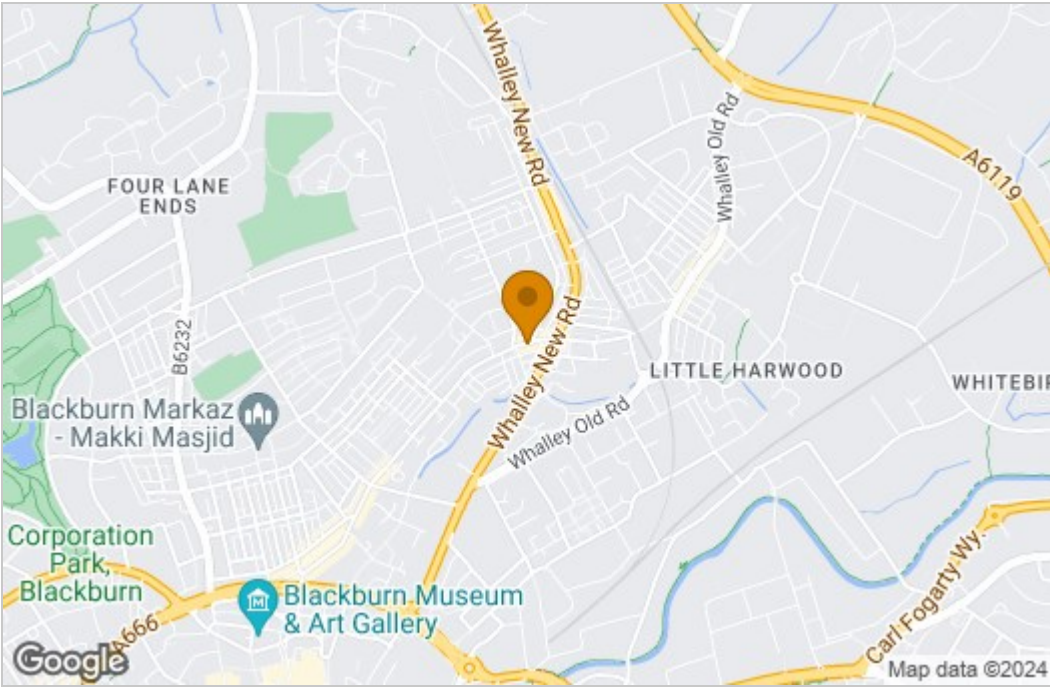 Whalley New Rd
Whalley Old Rd
A6119
FOUR LANE
ENDS
B6232
Whalley New Rd
LITTLE HARWOOD
WHITEBIR
Blackburn Markaz
- Makki Masjid
Whalley Old Rd
Corporation
Park,
Blackburn
Blackburn Museum
& Art Gallery
Carl Fogarty Wy.
A666
Google
Map data ©2024